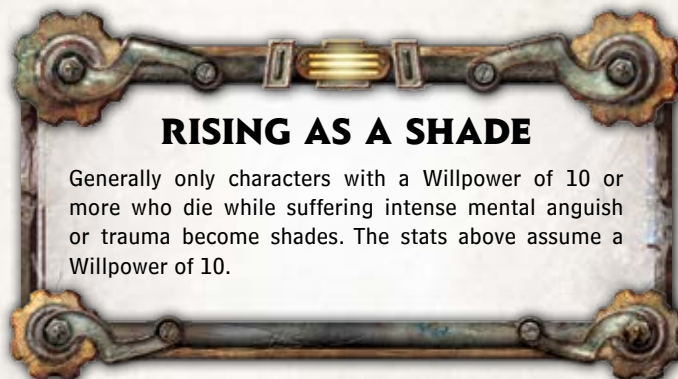 RISING AS A SHADE
Generally only characters with a Willpower of 10 or
more who die while suffering intense mental anguish
or trauma become shades. The stats above assume a
Willpower of 10.